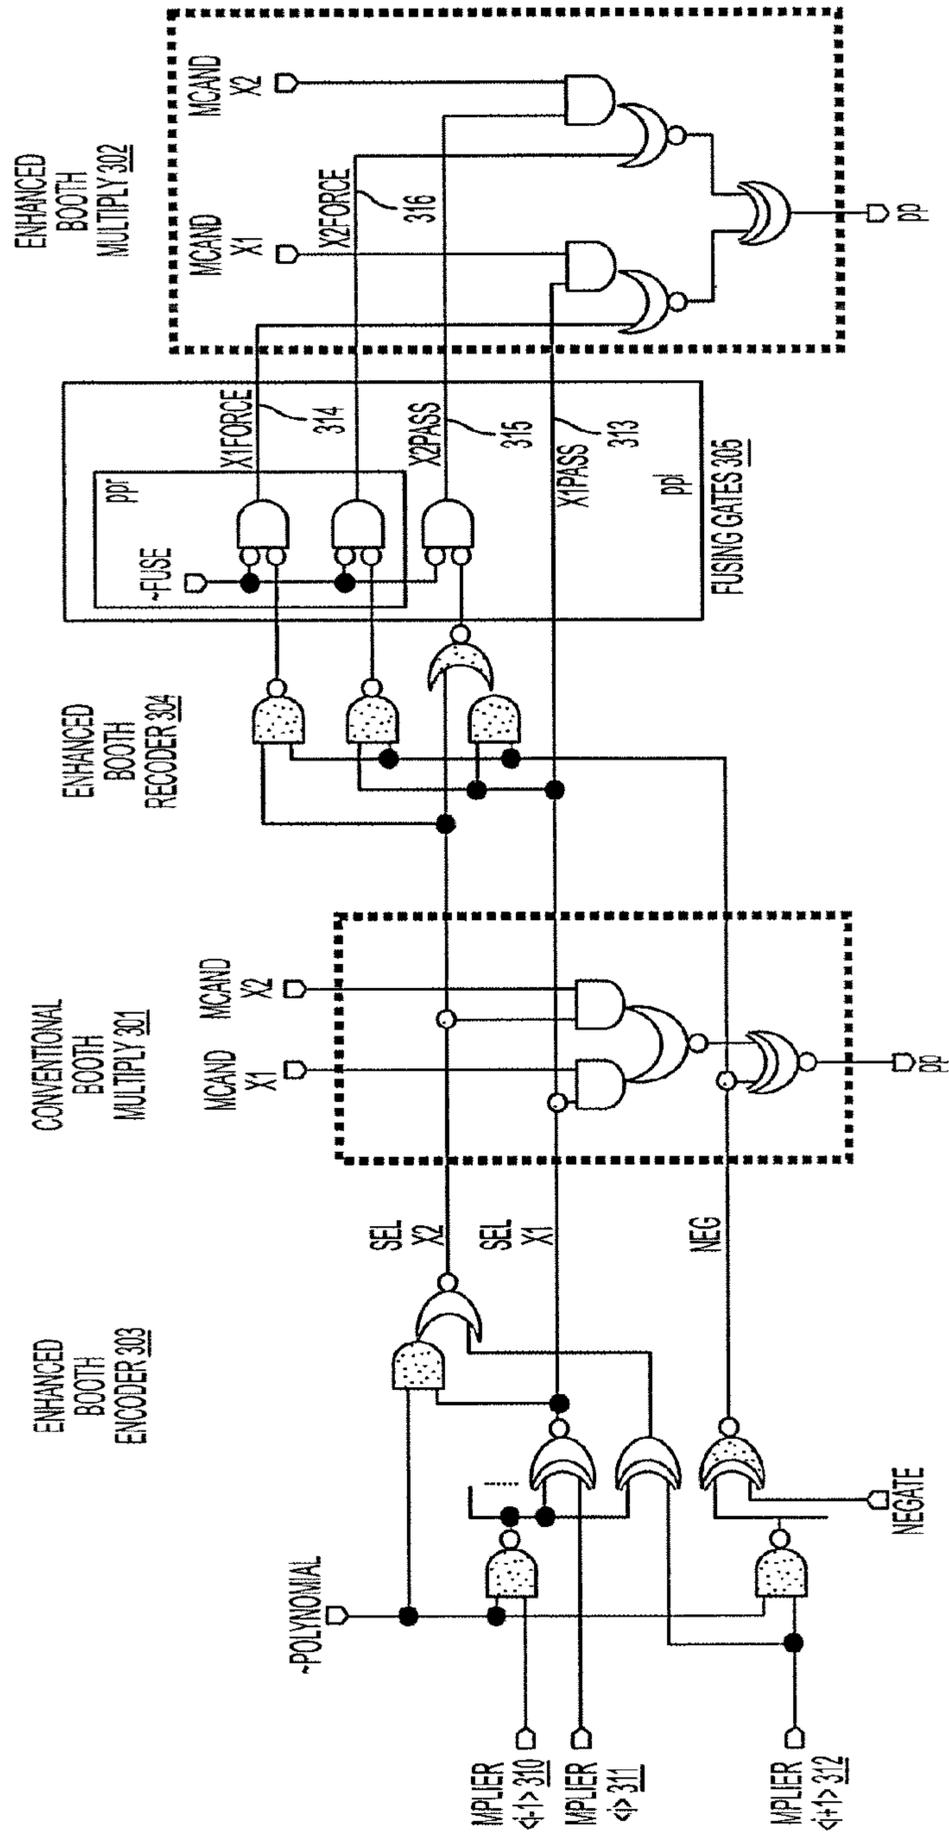 ENHANCED
BOOTH
ENCODER 303
CONVENTIONAL
BOOTH
MULTIPLY 301
ENHANCED
BOOTH
RECODER 304
ENHANCED
BOOTH
MULTIPLY 302
~POLYNOMIAL
MPLIER
<i-1> 310
MPLIER
<i> 311
MPLIER
<i+1> 312
NEGATE
SEL
X2
SEL
X1
NEG
MCAND
X1
MCAND
X2
pp
~FUSE
ppr
X1FORCE
314
X2PASS
315
X1PASS
313
ppl
FUSING GATES 305
MCAND
X1
MCAND
X2
X2FORCE
316
pp